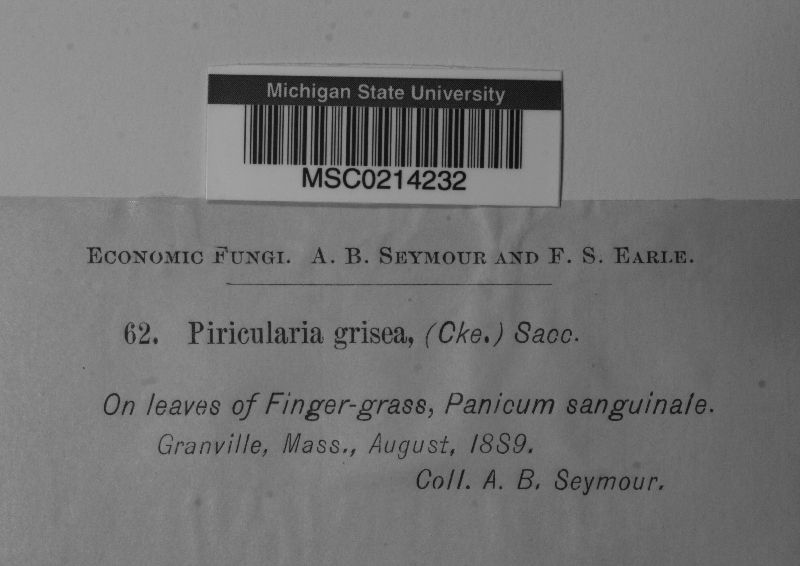 Michigan State University
MSC0214232
ECONOMIC FUNGI. A. B. SEYMOUR AND F. S. EARLE.
62. Piricularia grisea, (Cke.) Sacc.
On leaves of Finger-grass, Panicum sanguinale.
Granville, Mass., August, 1889.
Coll. A. B. Seymour.